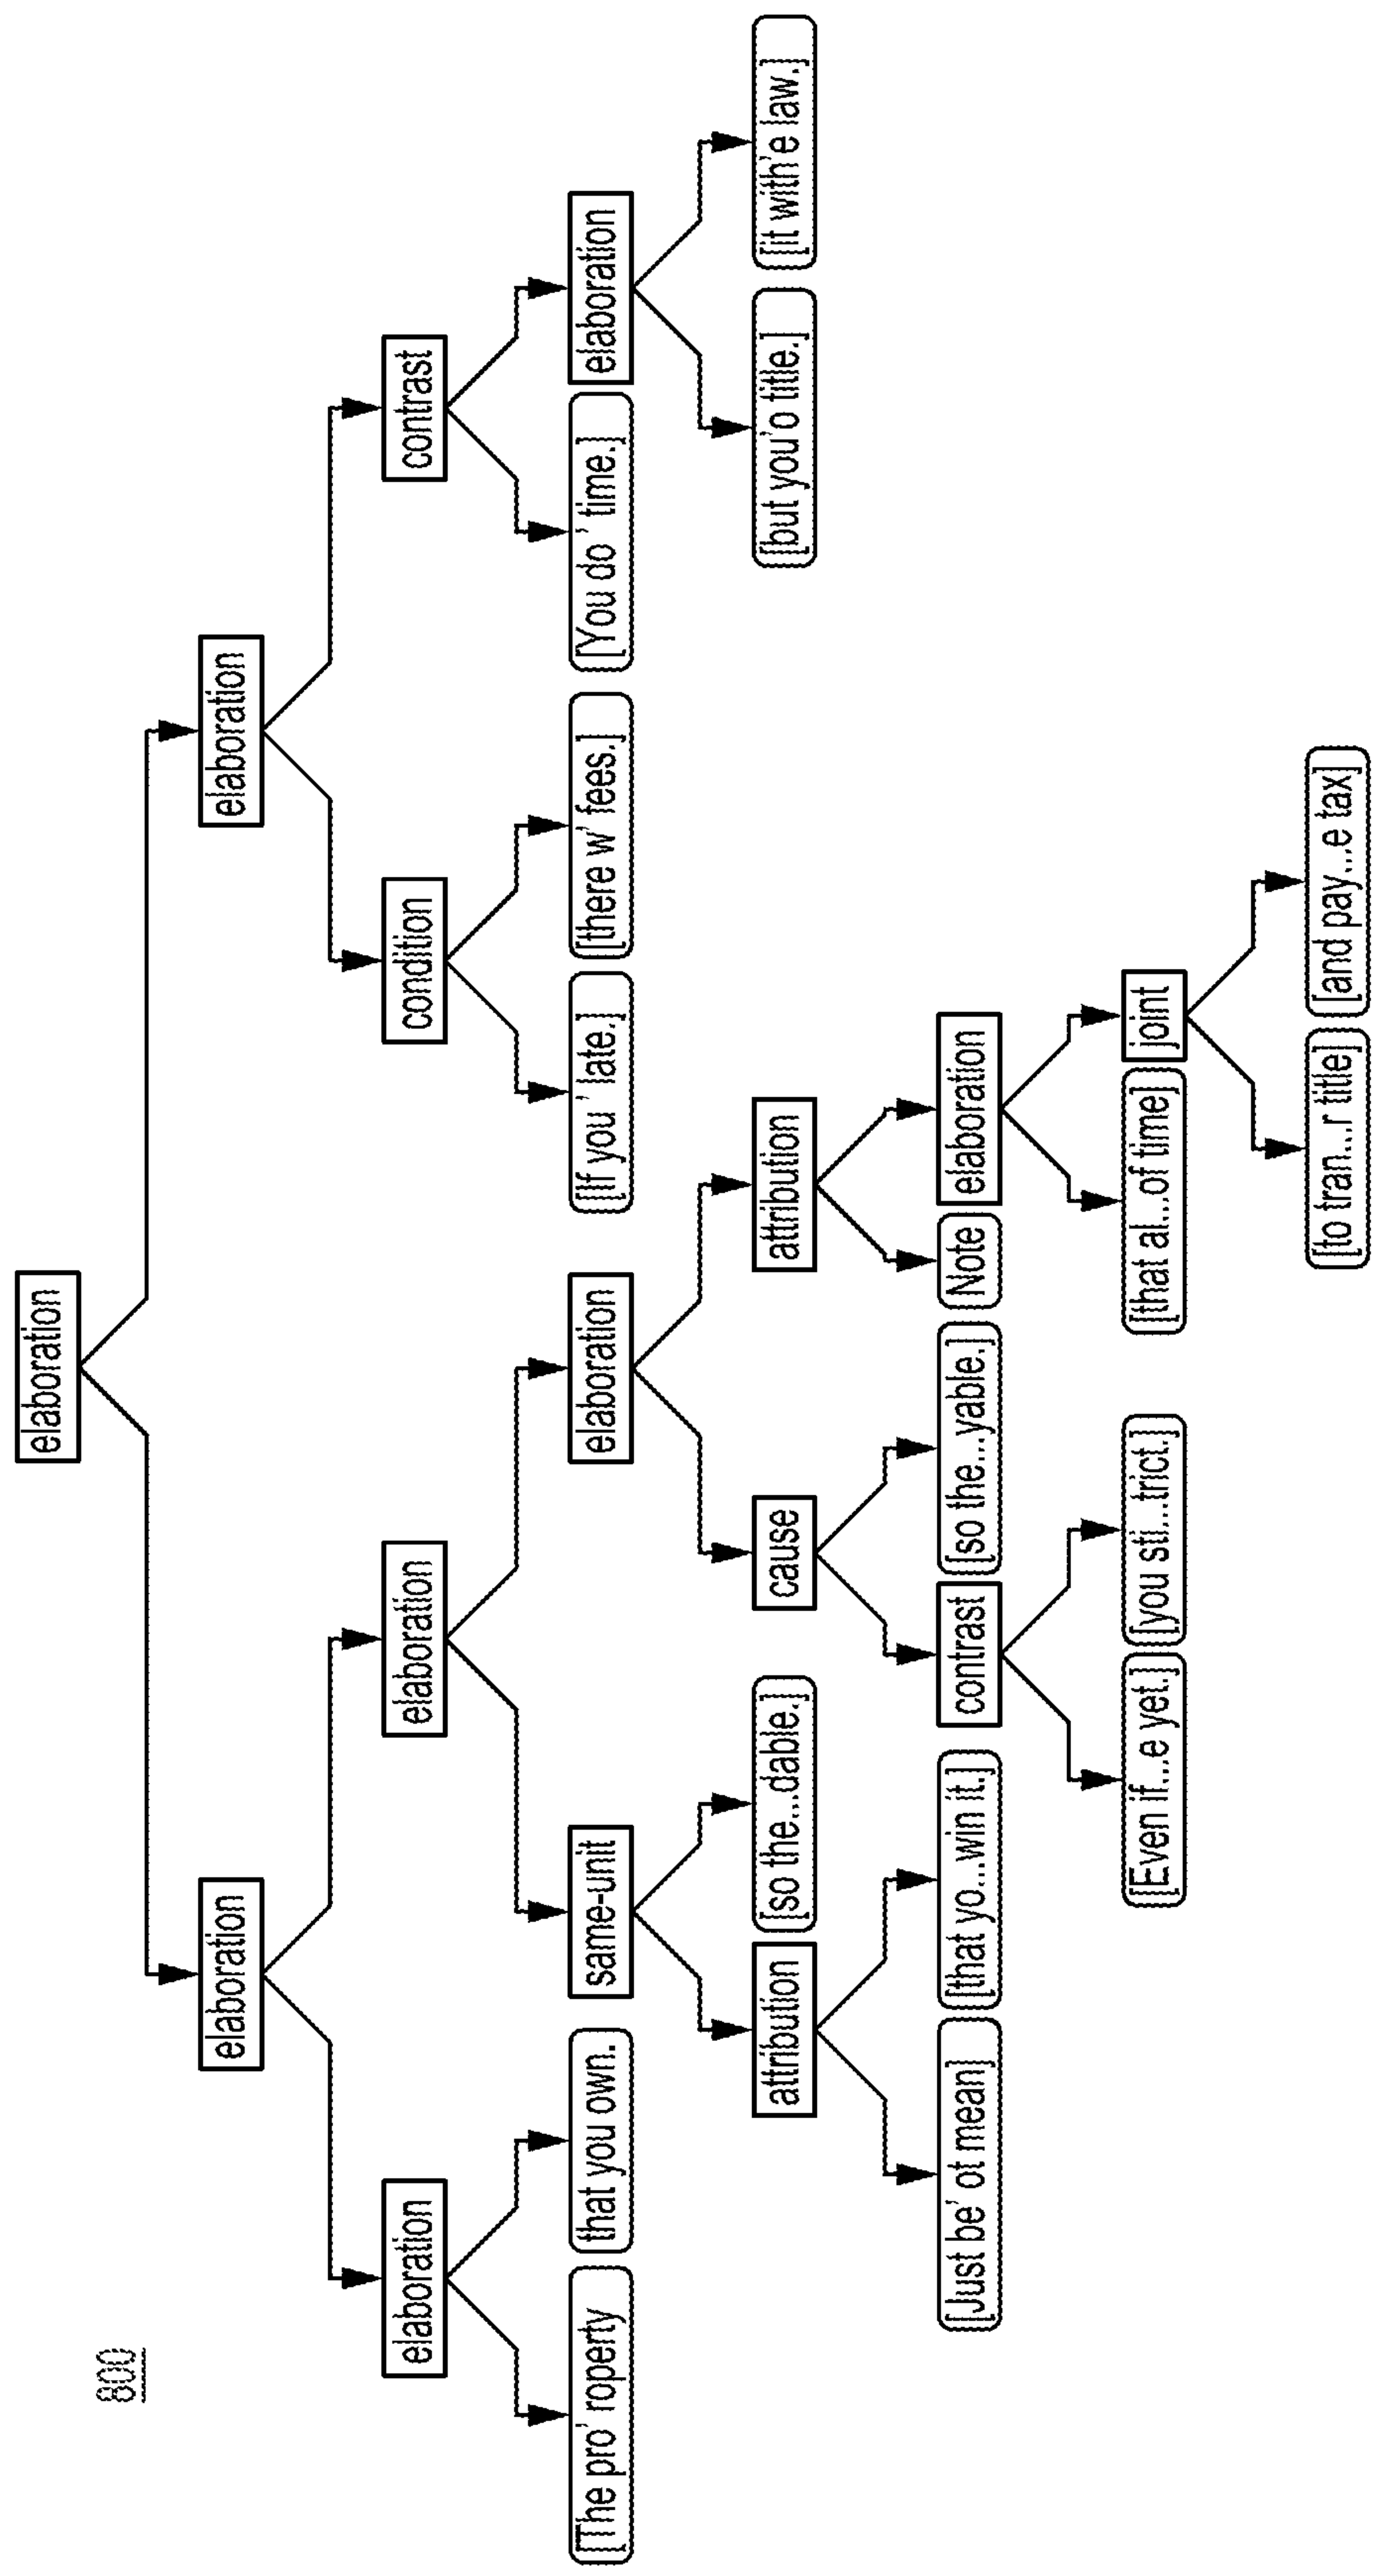 800
elaboration
elaboration
elaboration
elaboration
elaboration
condition
contrast
[The pro' roperty
that you own.
same-unit
elaboration
[If you ' late.]
[there w' fees.]
[You do ' time.]
elaboration
attribution
[so the...dable.]
cause
attribution
[but you'o title.]
[it with'e law.]
[Just be' ot mean]
[that yo...win it.]
contrast
[so the...yable.]
Note
elaboration
[Even if...e yet.]
[you sti...trict.]
[that al...of time]
joint
[to tran...r title]
[and pay...e tax]